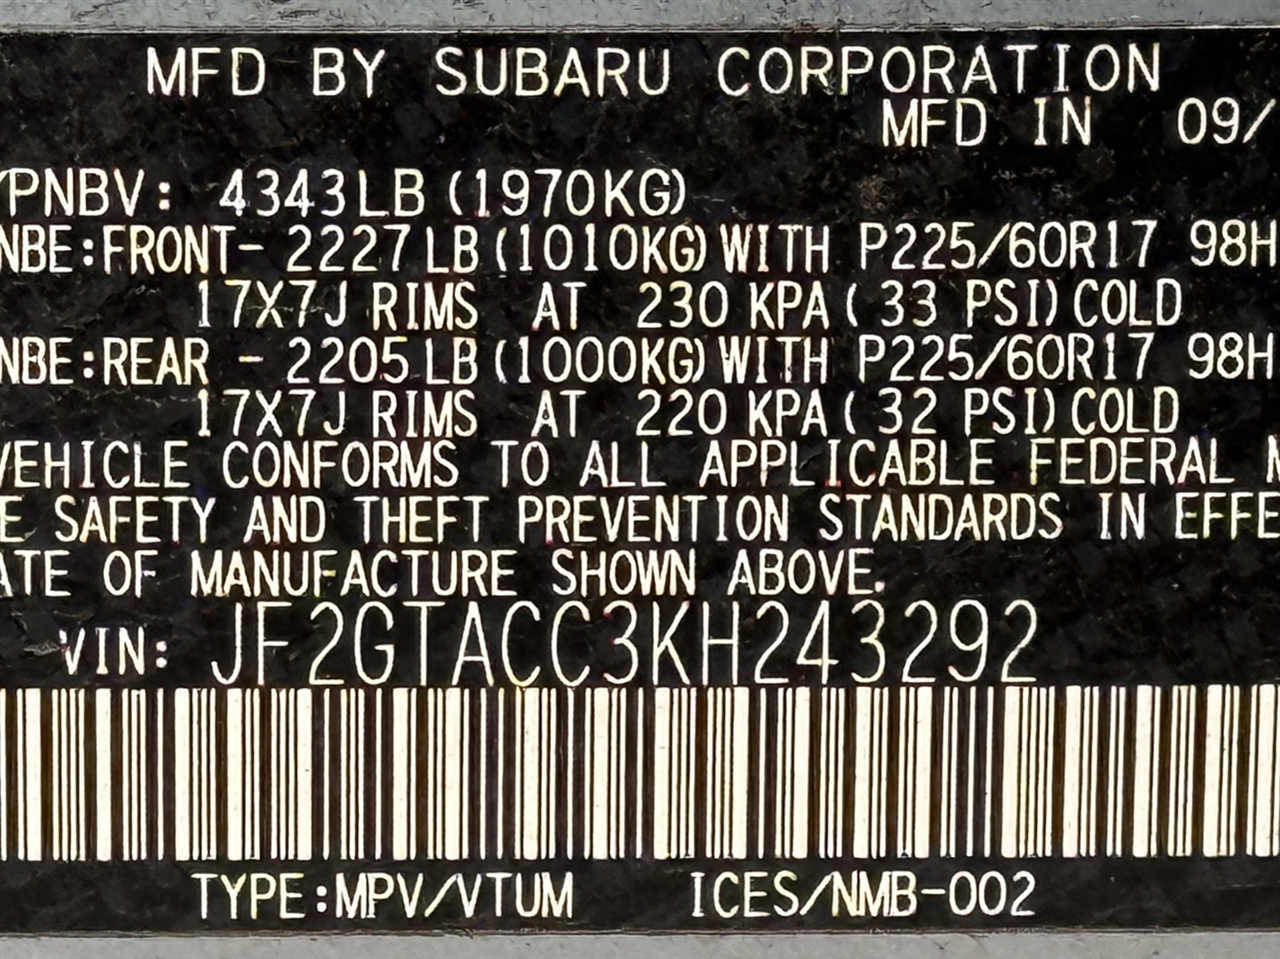 MFD BY SUBARU CORPORATION
MFD IN 09/
/PNBV: 4343LB (1970KG)
NBE:FRONT- 2227LB (1010KG) WITH P225/60R17 98H
17X7J RIMS AT 230 KPA ( 33 PSI) COLD
NBE:REAR - 2205LB (1000KG) WITH P225/60R17 98H
17X7J RIMS AT 220 KPA ( 32 PSI) COLD
VEHICLE CONFORMS TO ALL APPLICABLE FEDERAL M
E SAFETY AND THEFT PREVENTION STANDARDS IN EFFE
ATE OF MANUFACTURE SHOWN ABOVE.
VIN: JF2GTACC3KH243292
TYPE:MPV/VTUM ICES/NMB-002